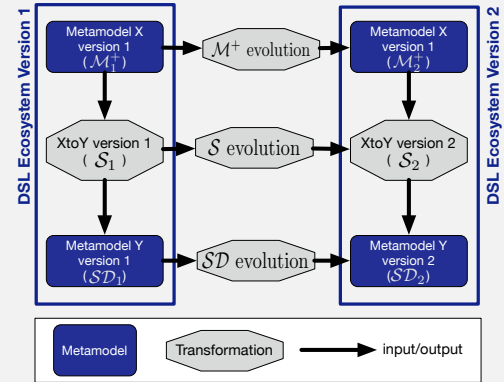 DSL Ecosystem Version 1
DSL Ecosystem Version 2
Metamodel X
version 1
(M₁⁺)
M⁺ evolution
Metamodel X
version 1
(M₂⁺)
XtoY version 1
( S₁ )
S evolution
XtoY version 2
( S₂ )
Metamodel Y
version 1
(SD₁)
SD evolution
Metamodel Y
version 2
(SD₂)
Metamodel
Transformation
input/output